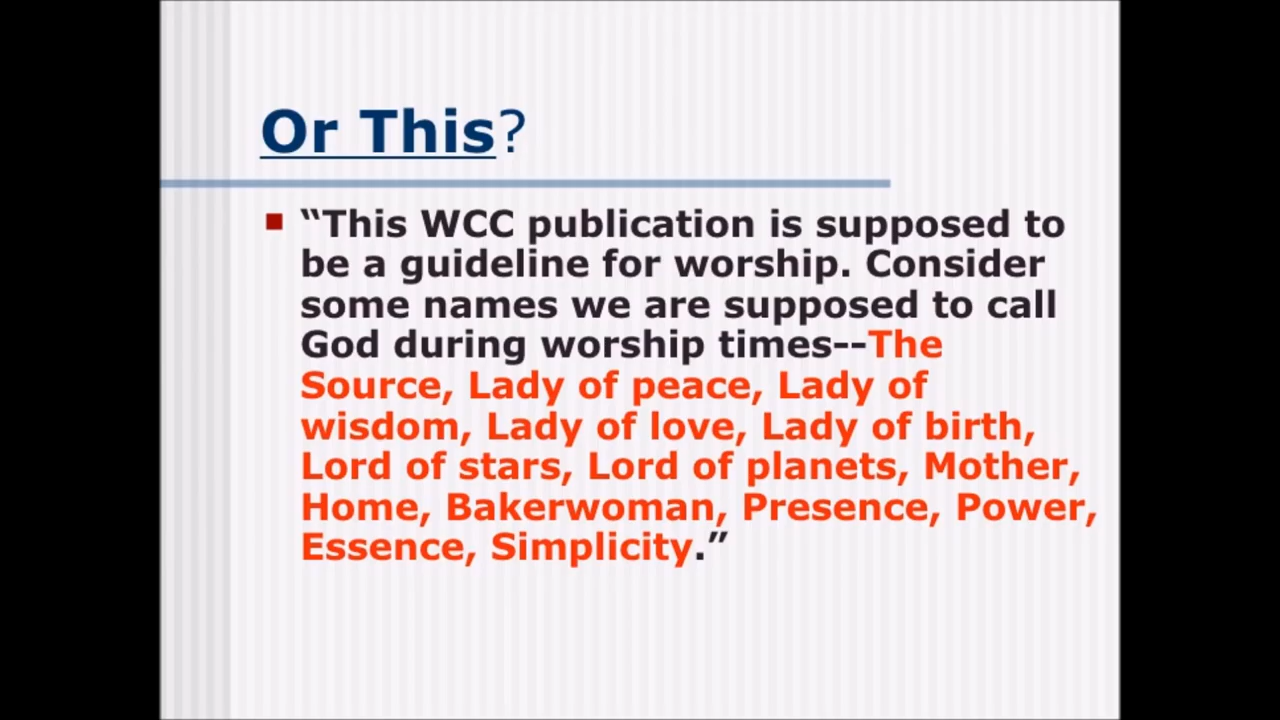 Or This?
“This WCC publication is supposed to
be a guideline for worship. Consider
some names we are supposed to call
God during worship times--The
Source, Lady of peace, Lady of
wisdom, Lady of love, Lady of birth,
Lord of stars, Lord of planets, Mother,
Home, Bakerwoman, Presence, Power,
Essence, Simplicity.”